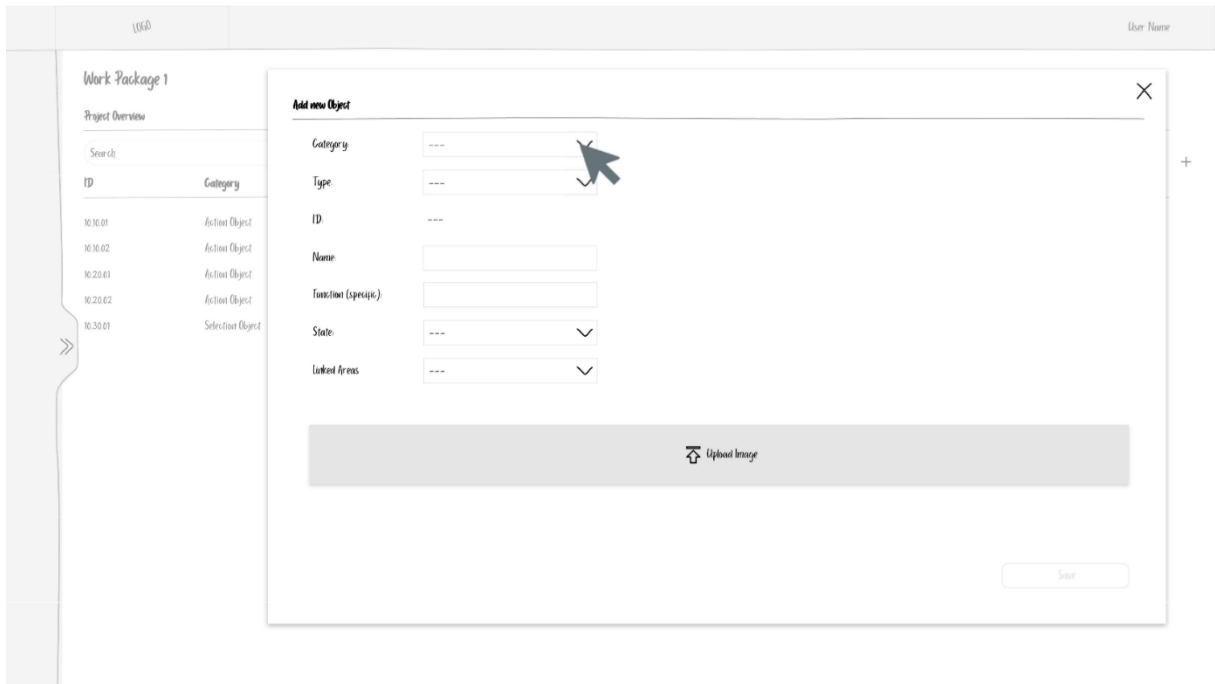 LOGO
User Name
Work Package 1
Project Overview
Search
ID Category
10.10.01 Action Object
10.10.02 Action Object
10.20.01 Action Object
10.20.02 Action Object
10.30.01 Selection Object
Add new Object
Category: ---
Type: ---
ID: ---
Name:
Function (specific):
State: ---
Linked Areas ---
Upload Image
Save